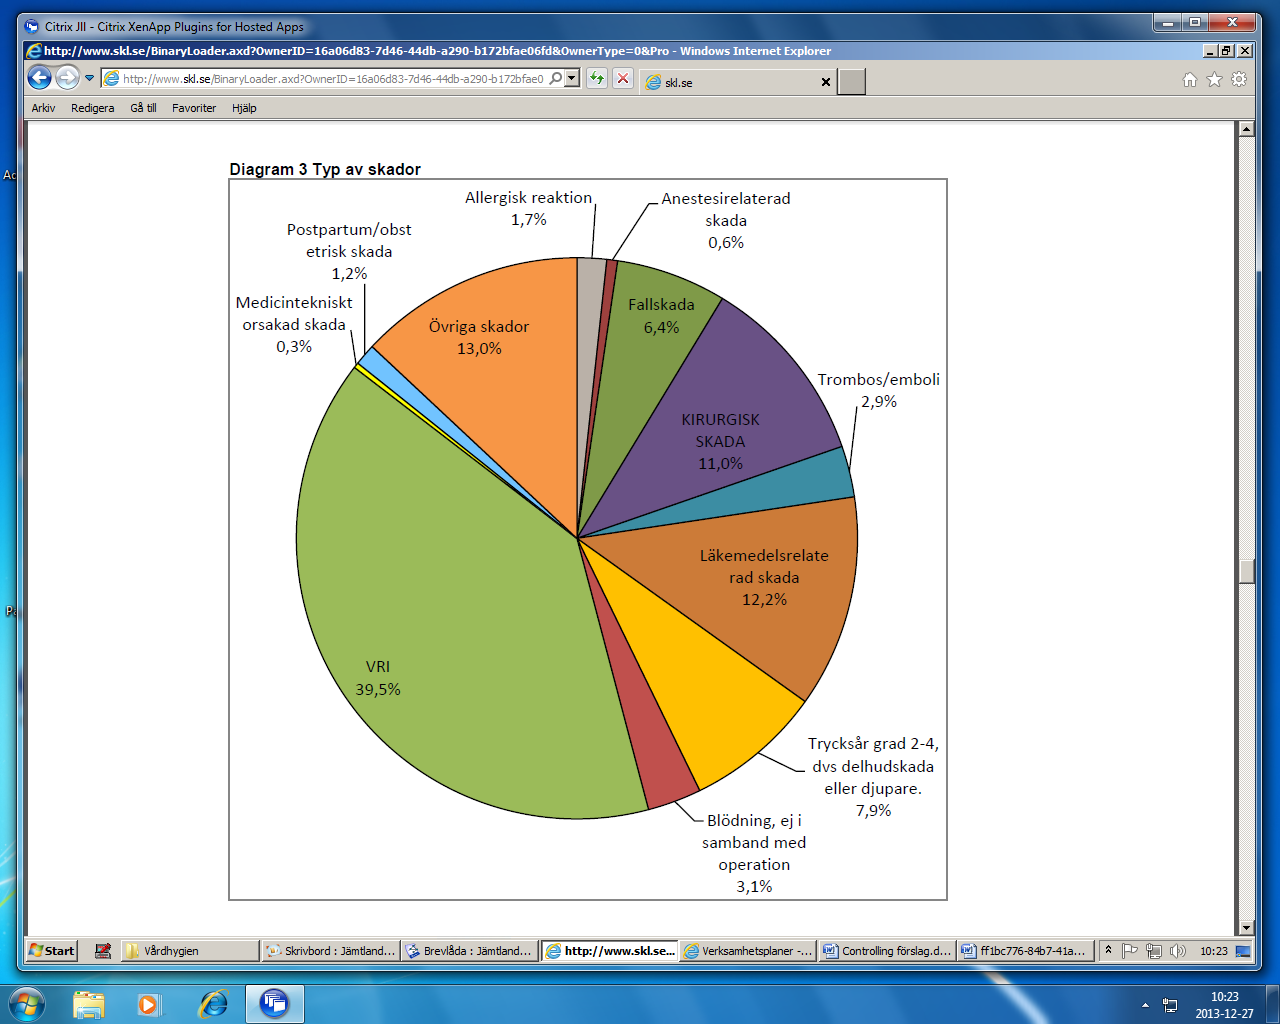 Citrix JII - Citrix XenApp Plugins for Hosted Apps
http://www.skl.se/BinaryLoader.axd?OwnerID=16a06d83-7d46-44db-a290-b172bfae06fd&OwnerType=0&Pro - Windows Internet Explorer
http://www.skl.se/BinaryLoader.axd?OwnerID=16a06d83-7d46-44db-a290-b172bfae0
skl.se
Arkiv Redigera Gå till Favoriter Hjälp
Diagram 3 Typ av skador
Allergisk reaktion
1,7%
Anestesirelaterad
skada
0,6%
Postpartum/obst
etrisk skada
1,2%
Medicintekniskt
orsakad skada
0,3%
Övriga skador
13,0%
Fallskada
6,4%
Trombos/emboli
2,9%
KIRURGISK
SKADA
11,0%
Läkemedelsrelate
rad skada
12,2%
VRI
39,5%
Trycksår grad 2-4,
dvs delhudskada
eller djupare.
7,9%
Blödning, ej i
samband med
operation
3,1%
Start Vårdhygien Skrivbord : Jämtland... Brevlåda : Jämtland... http://www.skl.se... Verksamhetsplaner -... Controlling förslag.d... ff1bc776-84b7-41a... 10:23
10:23
2013-12-27